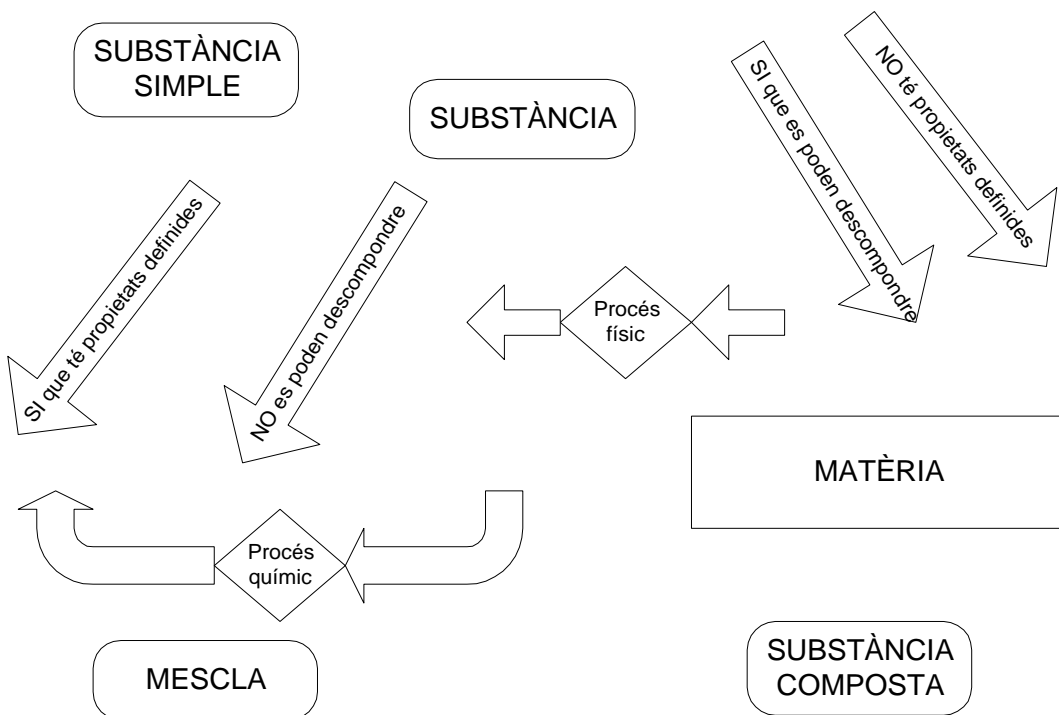 SUBSTÀNCIA
SIMPLE
SUBSTÀNCIA
SI que es poden descompondre
NO té propietats definides
SI que té propietats definides
NO es poden descompondre
Procés
físic
MATÈRIA
Procés
químic
MESCLA
SUBSTÀNCIA
COMPOSTA